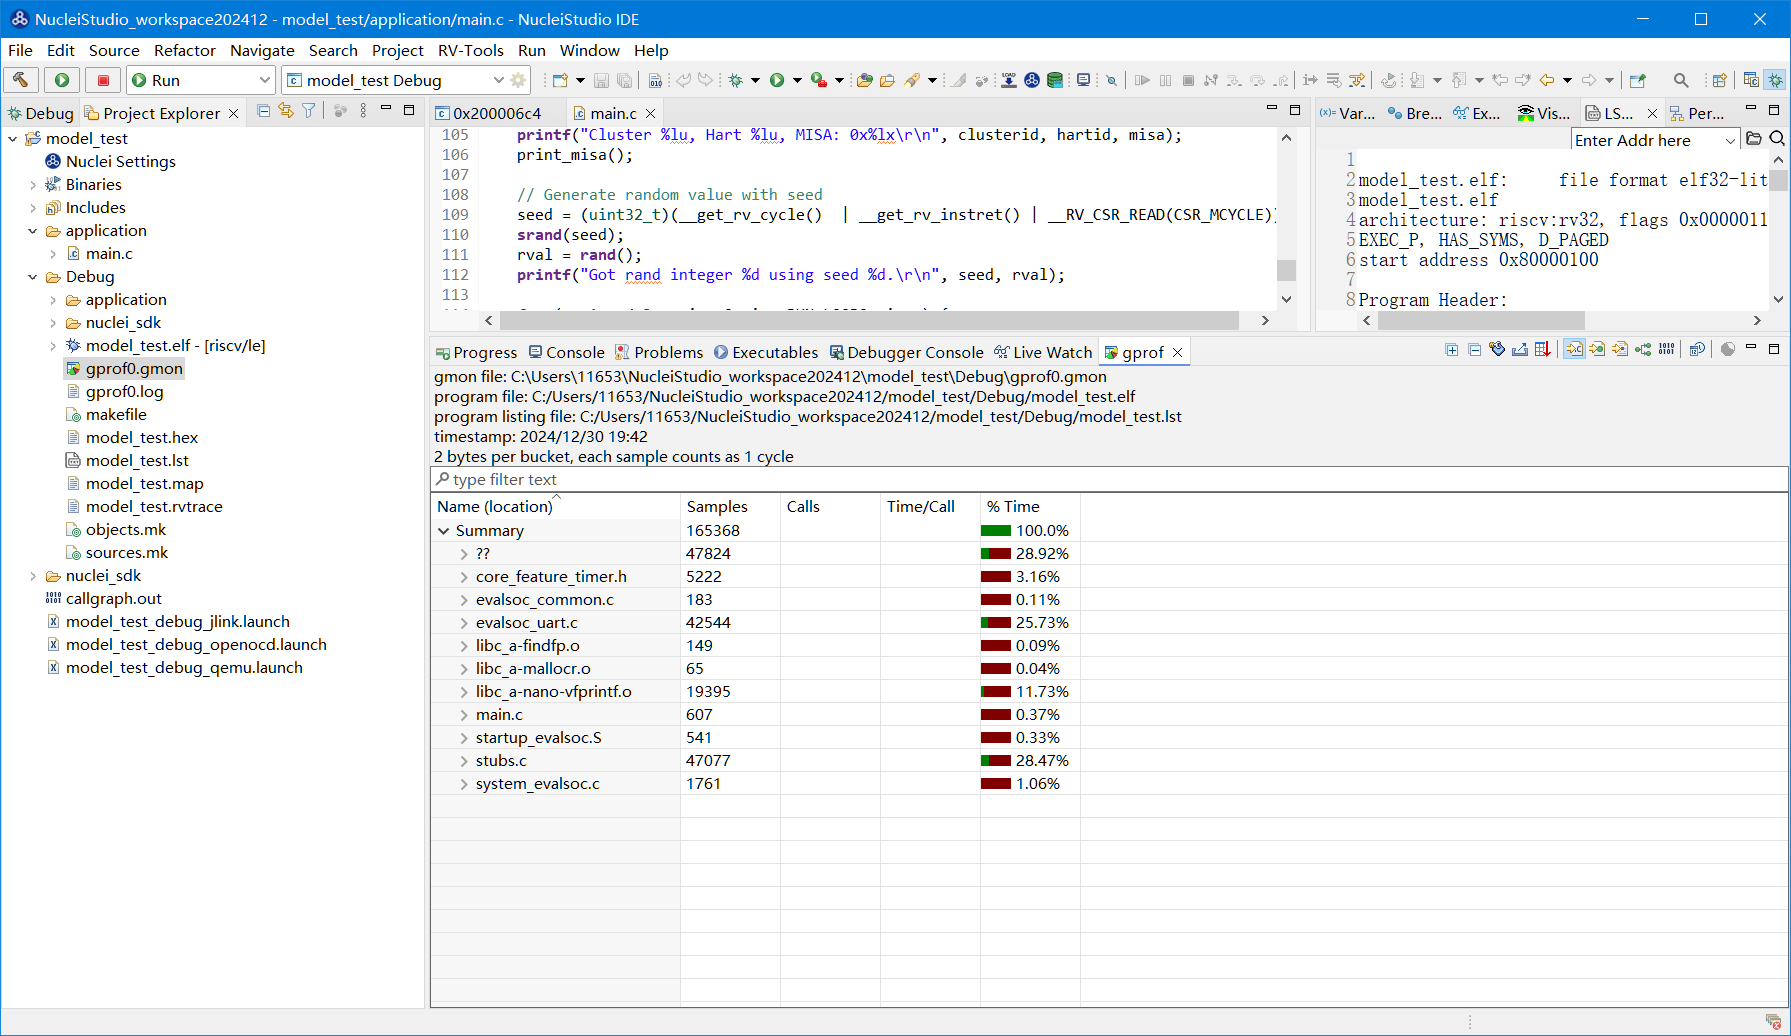 NucleiStudio_workspace202412 - model_test/application/main.c - NucleiStudio IDE
File Edit Source Refactor Navigate Search Project RV-Tools Run Window Help
Run
model_test Debug
Debug
Project Explorer
model_test
Nuclei Settings
Binaries
Includes
application
main.c
Debug
application
nuclei_sdk
model_test.elf - [riscv/le]
gprof0.gmon
gprof0.log
makefile
model_test.hex
model_test.lst
model_test.map
model_test.rvtrace
objects.mk
sources.mk
nuclei_sdk
callgraph.out
model_test_debug_jlink.launch
model_test_debug_openocd.launch
model_test_debug_qemu.launch
0x200006c4
main.c
105 printf("Cluster %lu, Hart %lu, MISA: 0x%lx\r\n", clusterid, hartid, misa);
106 print_misa();
107
108 // Generate random value with seed
109 seed = (uint32_t)(__get_rv_cycle() | __get_rv_instret() | __RV_CSR_READ(CSR_MCYCLE));
110 srand(seed);
111 rval = rand();
112 printf("Got rand integer %d using seed %d.\r\n", seed, rval);
113
(x)= Var...
Bre...
Ex...
Vis...
LS...
Per...
Enter Addr here
1
2 model_test.elf: file format elf32-lit
3 model_test.elf
4 architecture: riscv:rv32, flags 0x0000011
5 EXEC_P, HAS_SYMS, D_PAGED
6 start address 0x80000100
7
8 Program Header:
Progress
Console
Problems
Executables
Debugger Console
Live Watch
gprof
gmon file: C:\Users\11653\NucleiStudio_workspace202412\model_test\Debug\gprof0.gmon
program file: C:/Users/11653/NucleiStudio_workspace202412/model_test/Debug/model_test.elf
program listing file: C:/Users/11653/NucleiStudio_workspace202412/model_test/Debug/model_test.lst
timestamp: 2024/12/30 19:42
2 bytes per bucket, each sample counts as 1 cycle
type filter text
Name (location) Samples Calls Time/Call % Time
Summary 165368 100.0%
?? 47824 28.92%
core_feature_timer.h 5222 3.16%
evalsoc_common.c 183 0.11%
evalsoc_uart.c 42544 25.73%
libc_a-findfp.o 149 0.09%
libc_a-mallocr.o 65 0.04%
libc_a-nano-vfprintf.o 19395 11.73%
main.c 607 0.37%
startup_evalsoc.S 541 0.33%
stubs.c 47077 28.47%
system_evalsoc.c 1761 1.06%